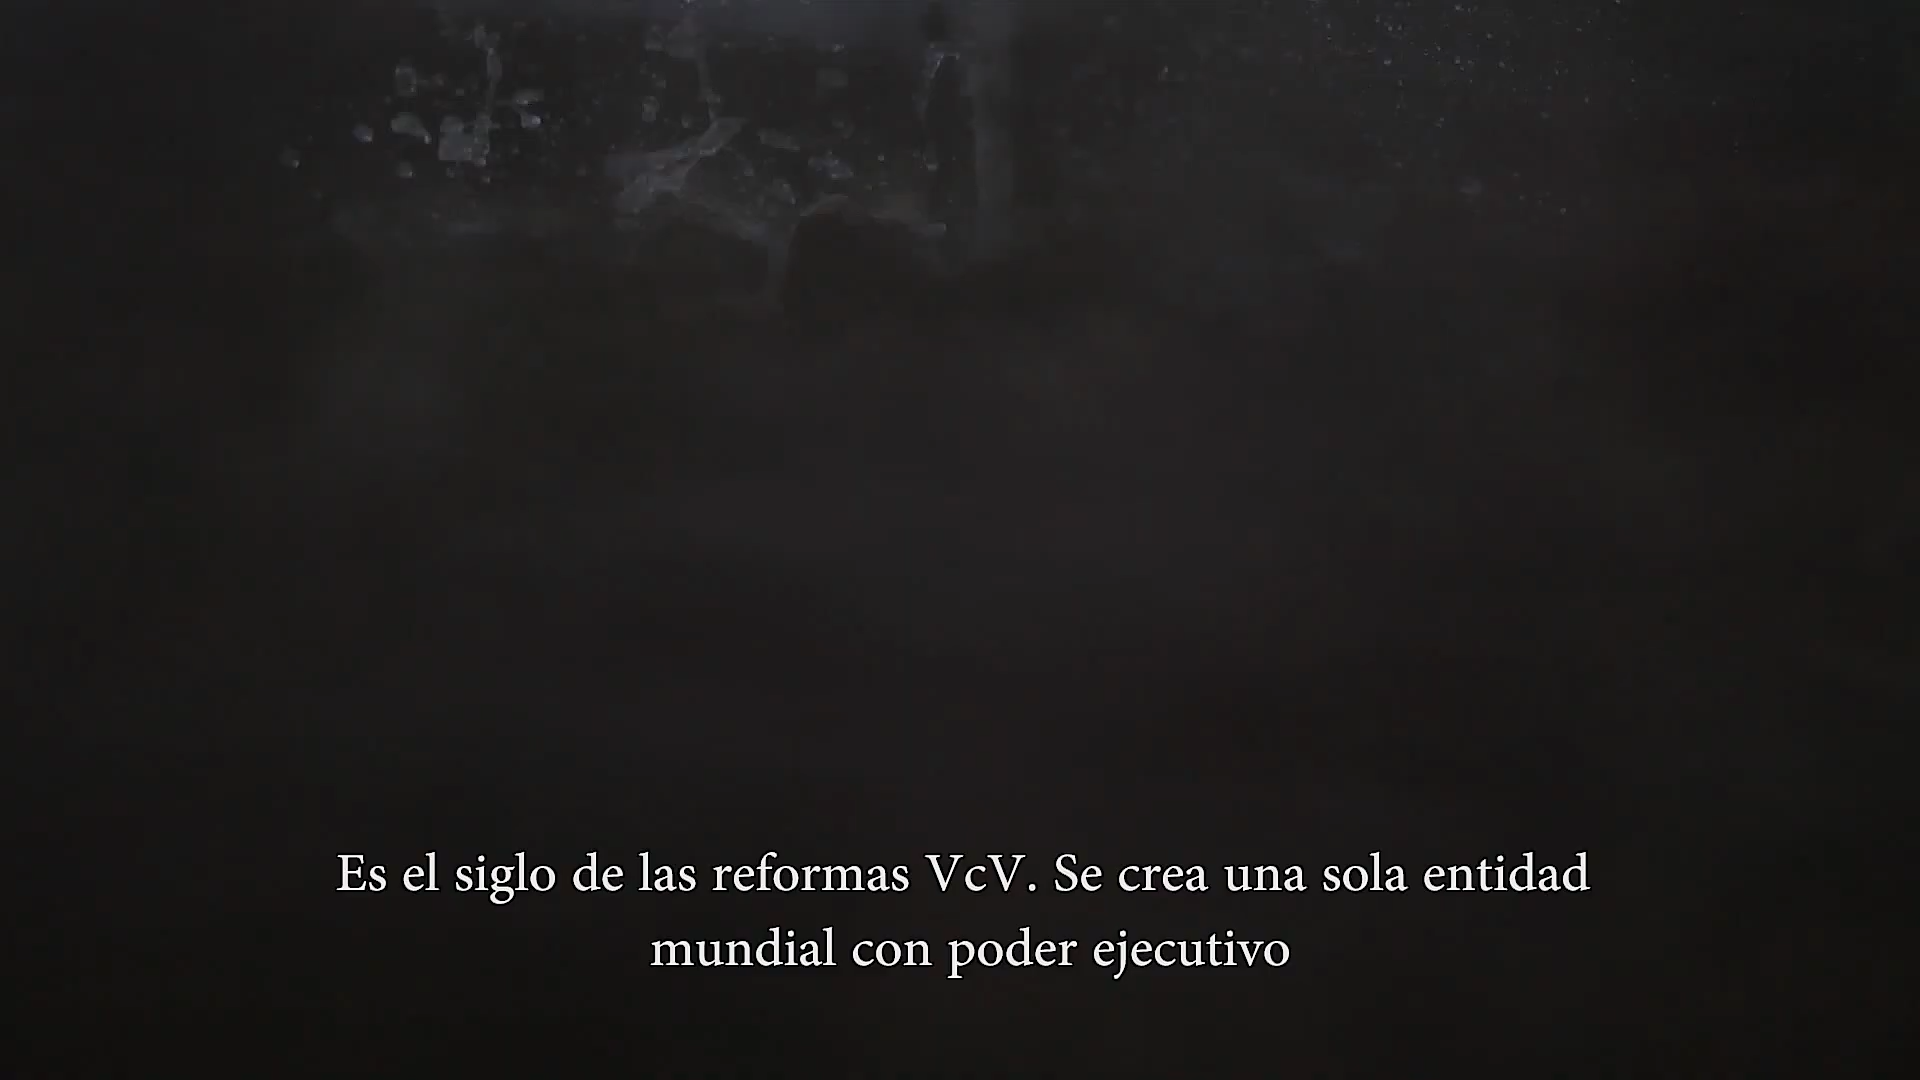 Es el siglo de las reformas VcV. Se crea una sola entidad
mundial con poder ejecutivo